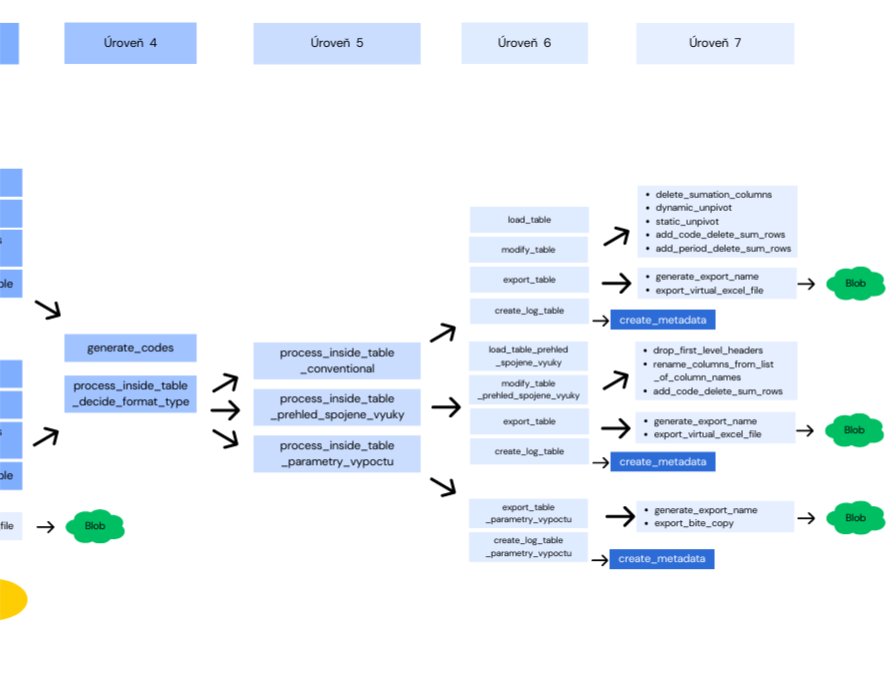 Úroveň 4
Úroveň 5
Úroveň 6
Úroveň 7
generate_codes
process_inside_table
_decide_format_type
file
Blob
process_inside_table
_conventional
process_inside_table
_prehled_spojene_vyuky
process_inside_table
_parametry_vypoctu
load_table
modify_table
export_table
create_log_table
load_table_prehled
_spojene_vyuky
modify_table
_prehled_spojene_vyuky
export_table
create_log_table
export_table
_parametry_vypoctu
create_log_table
_parametry_vypoctu
• delete_sumation_columns
• dynamic_unpivot
• static_unpivot
• add_code_delete_sum_rows
• add_period_delete_sum_rows
• generate_export_name
• export_virtual_excel_file
Blob
create_metadata
• drop_first_level_headers
• rename_columns_from_list
_of_column_names
• add_code_delete_sum_rows
• generate_export_name
• export_virtual_excel_file
Blob
create_metadata
• generate_export_name
• export_bite_copy
Blob
create_metadata